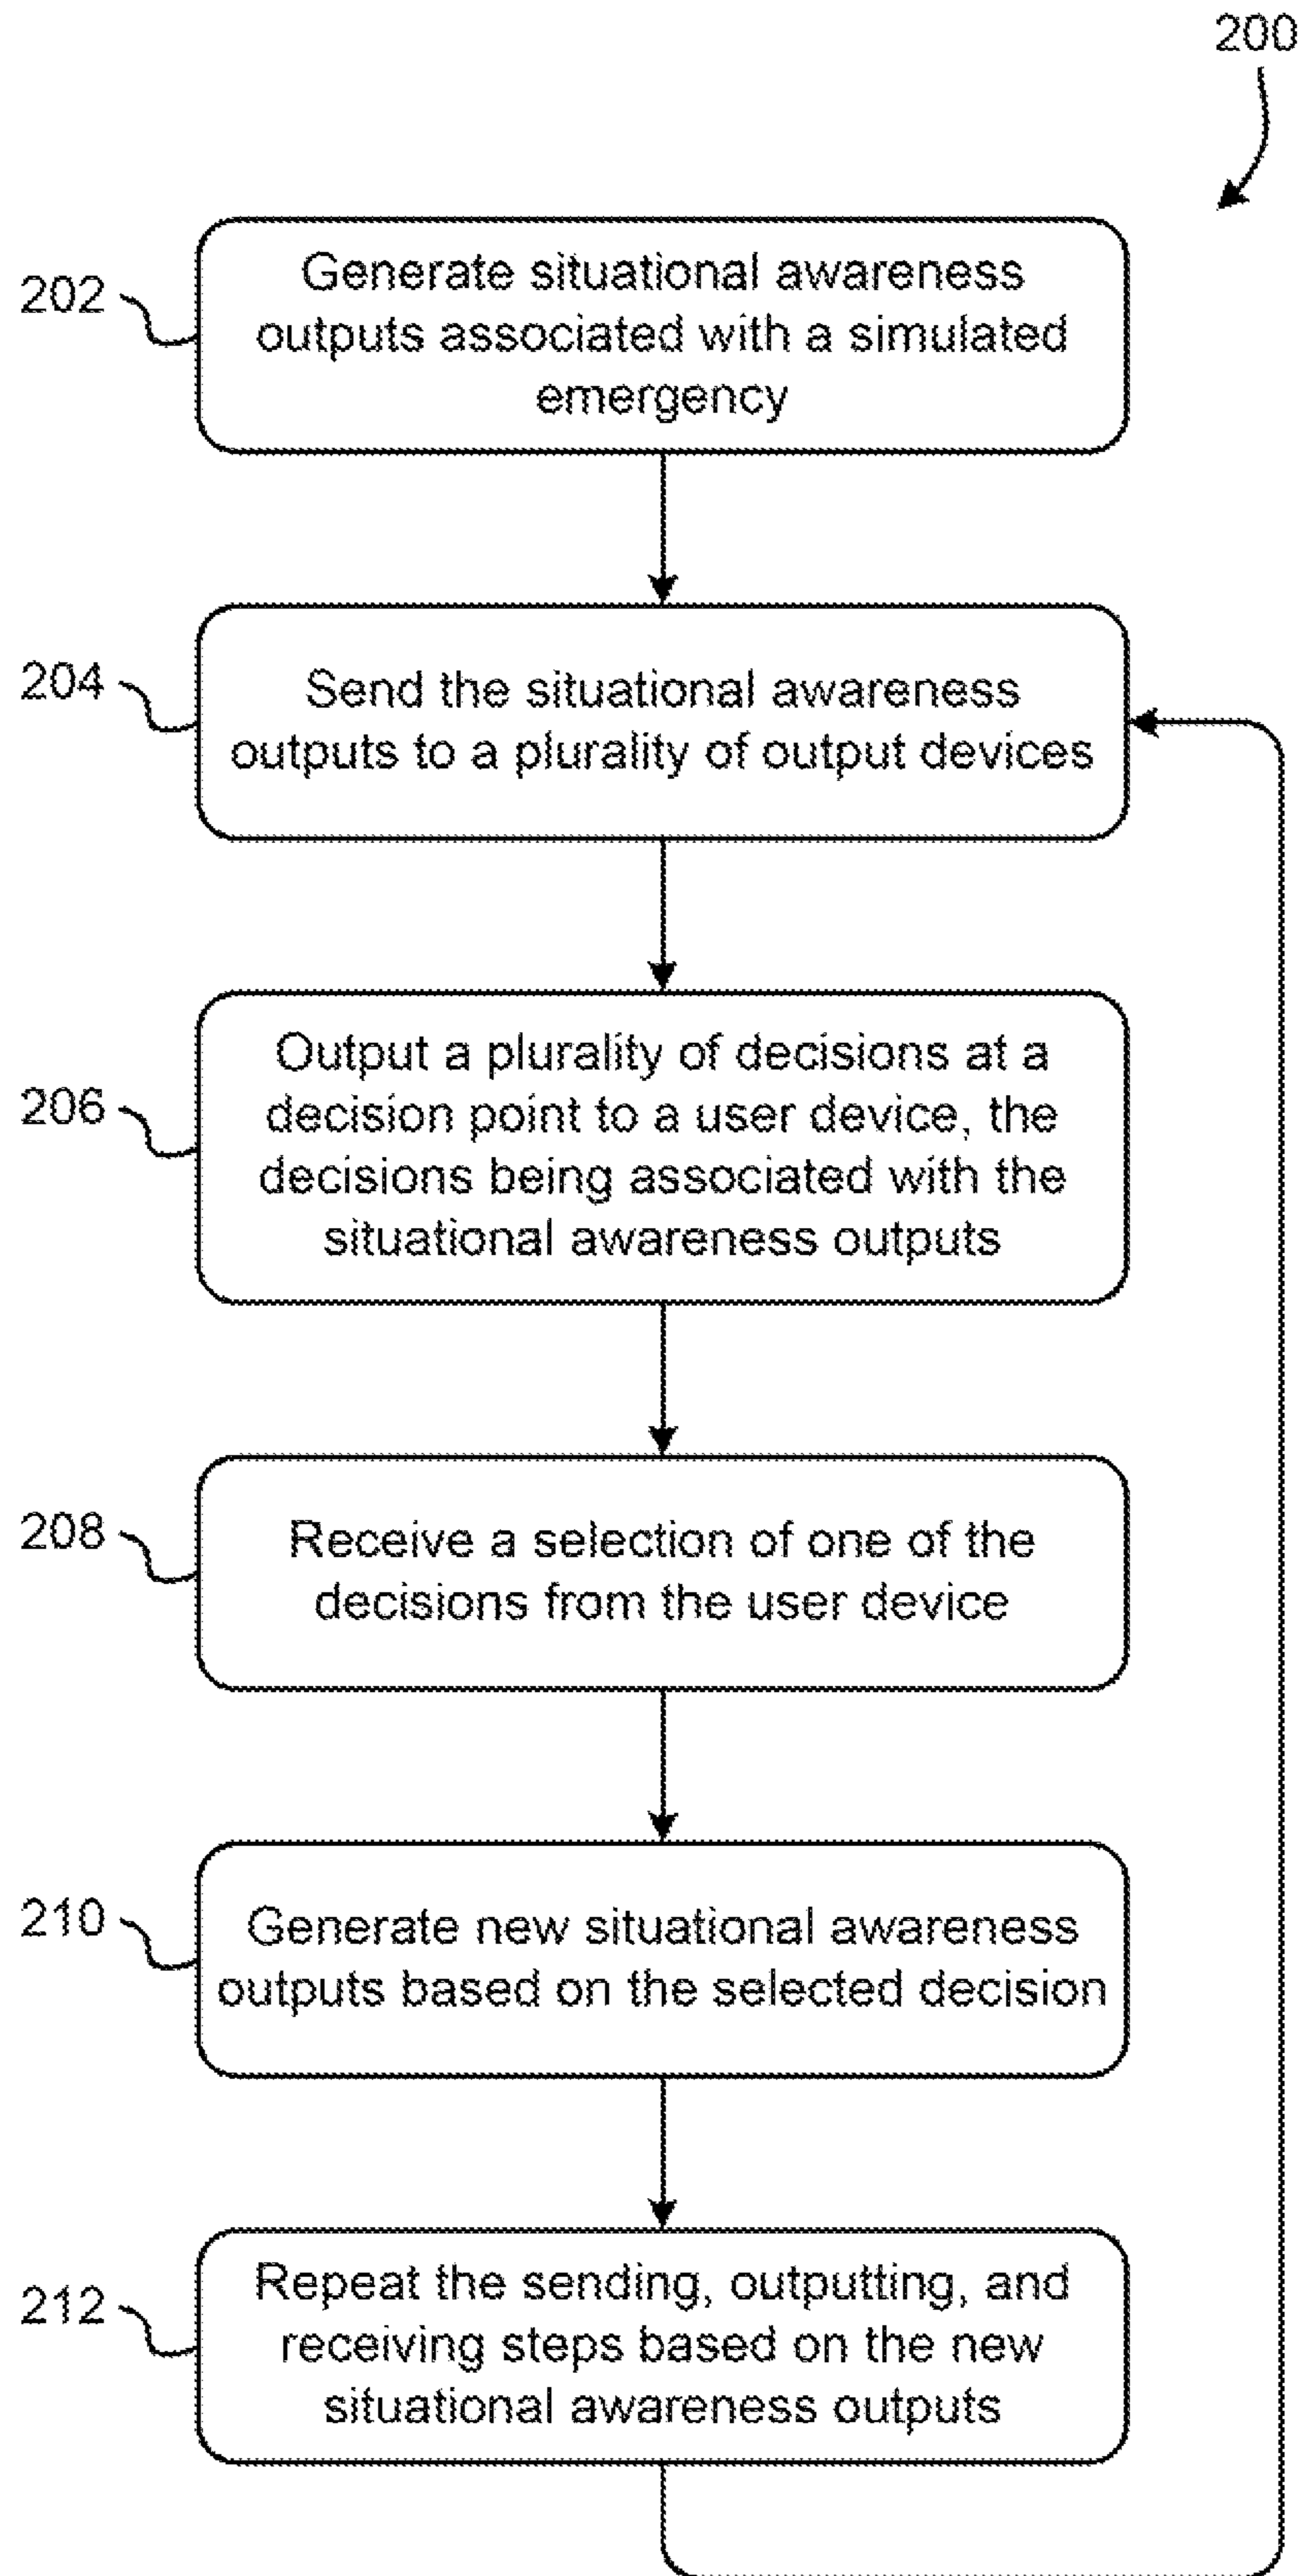 200
202
Generate situational awareness
outputs associated with a simulated
emergency
204
Send the situational awareness
outputs to a plurality of output devices
206
Output a plurality of decisions at a
decision point to a user device, the
decisions being associated with the
situational awareness outputs
208
Receive a selection of one of the
decisions from the user device
210
Generate new situational awareness
outputs based on the selected decision
212
Repeat the sending, outputting, and
receiving steps based on the new
situational awareness outputs